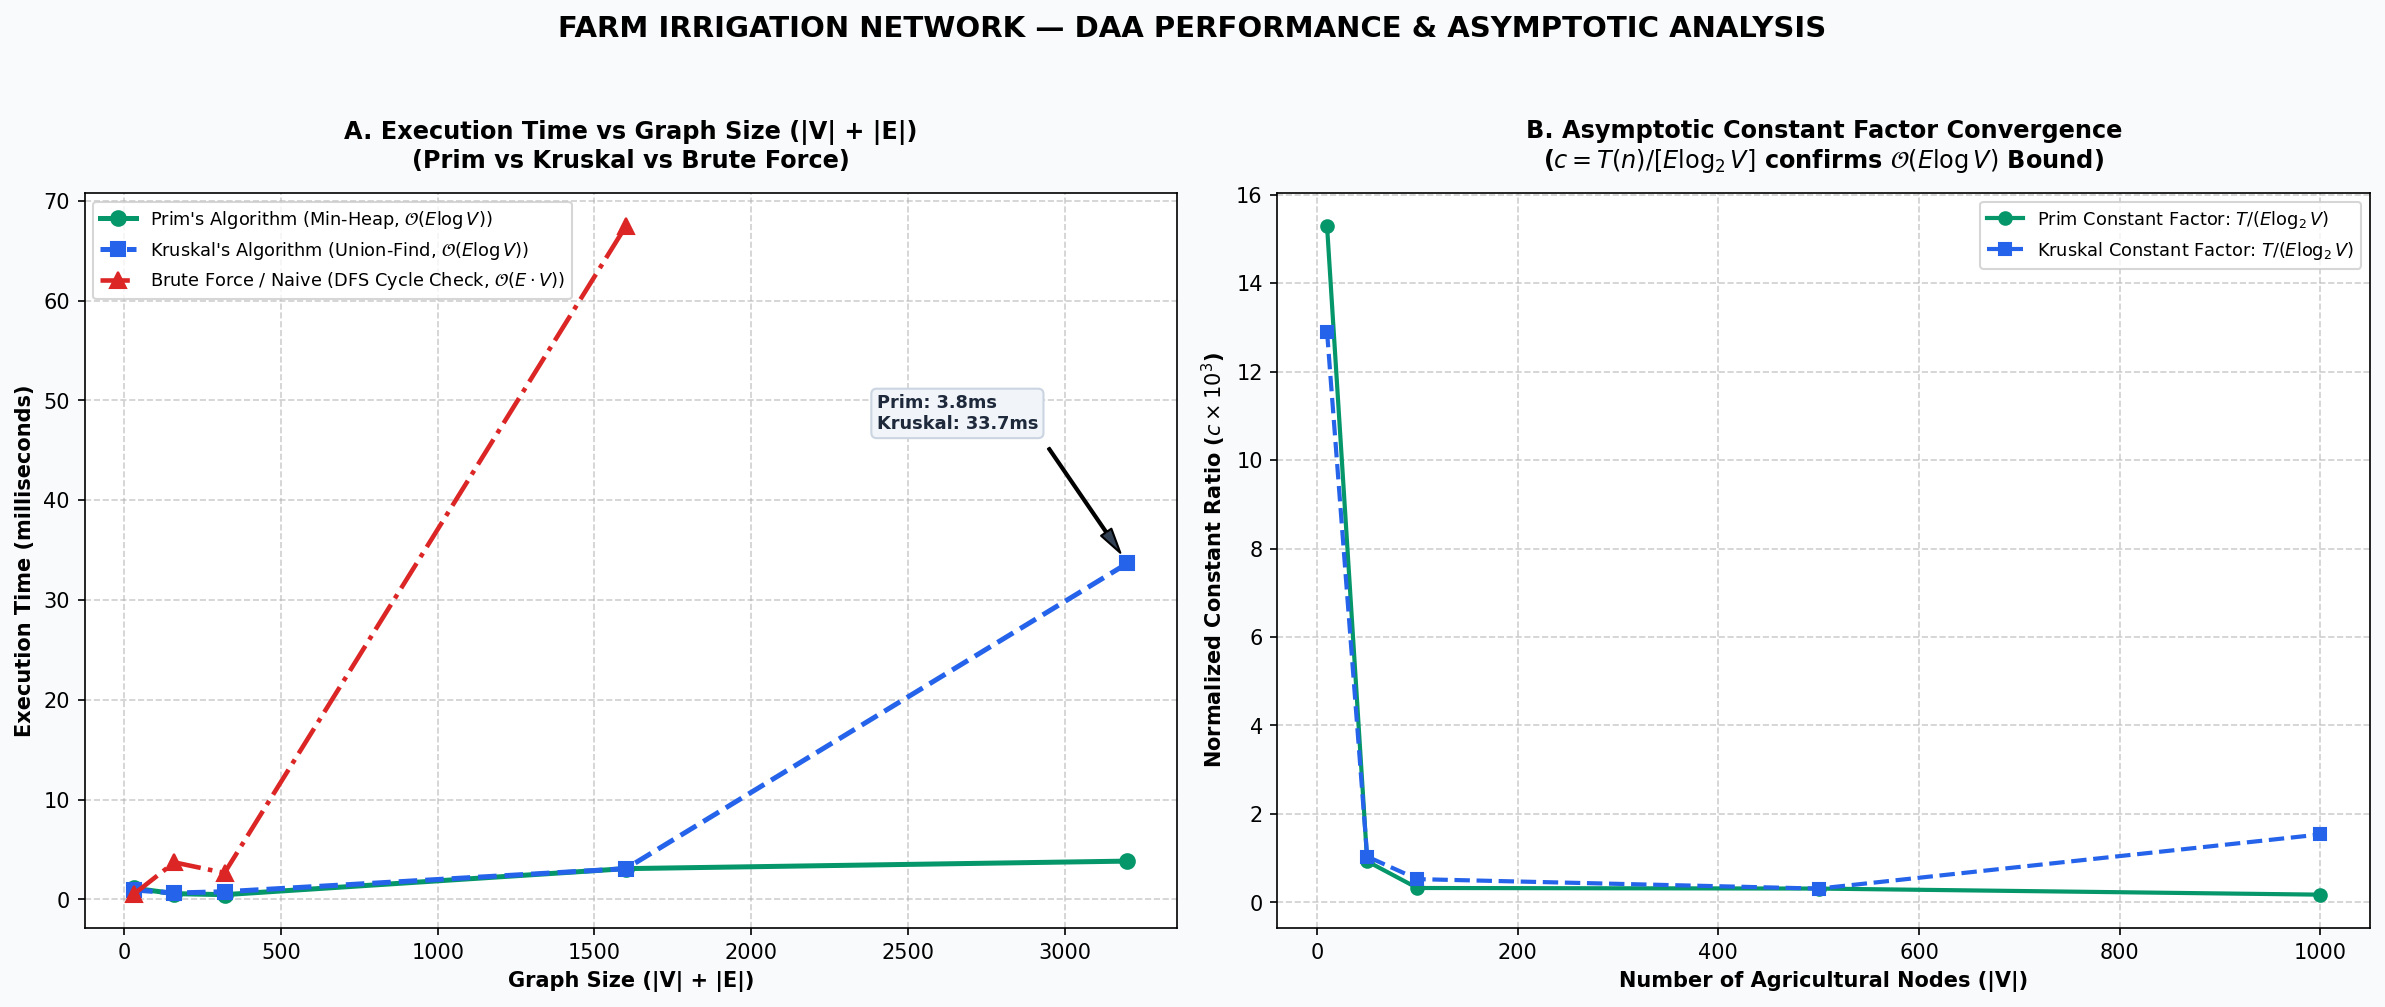 FARM IRRIGATION NETWORK — DAA PERFORMANCE & ASYMPTOTIC ANALYSIS
A. Execution Time vs Graph Size (|V| + |E|)
(Prim vs Kruskal vs Brute Force)
Prim's Algorithm (Min-Heap, 𝒪(E log V))
Kruskal's Algorithm (Union-Find, 𝒪(E log V))
Brute Force / Naive (DFS Cycle Check, 𝒪(E · V))
Prim: 3.8ms
Kruskal: 33.7ms
Execution Time (milliseconds)
70
60
50
40
30
20
10
0
0 500 1000 1500 2000 2500 3000
Graph Size (|V| + |E|)
B. Asymptotic Constant Factor Convergence
(c = T(n)/[E log₂ V] confirms 𝒪(E log V) Bound)
Prim Constant Factor: T/(E log₂ V)
Kruskal Constant Factor: T/(E log₂ V)
Normalized Constant Ratio (c × 10³)
16
14
12
10
8
6
4
2
0
0 200 400 600 800 1000
Number of Agricultural Nodes (|V|)